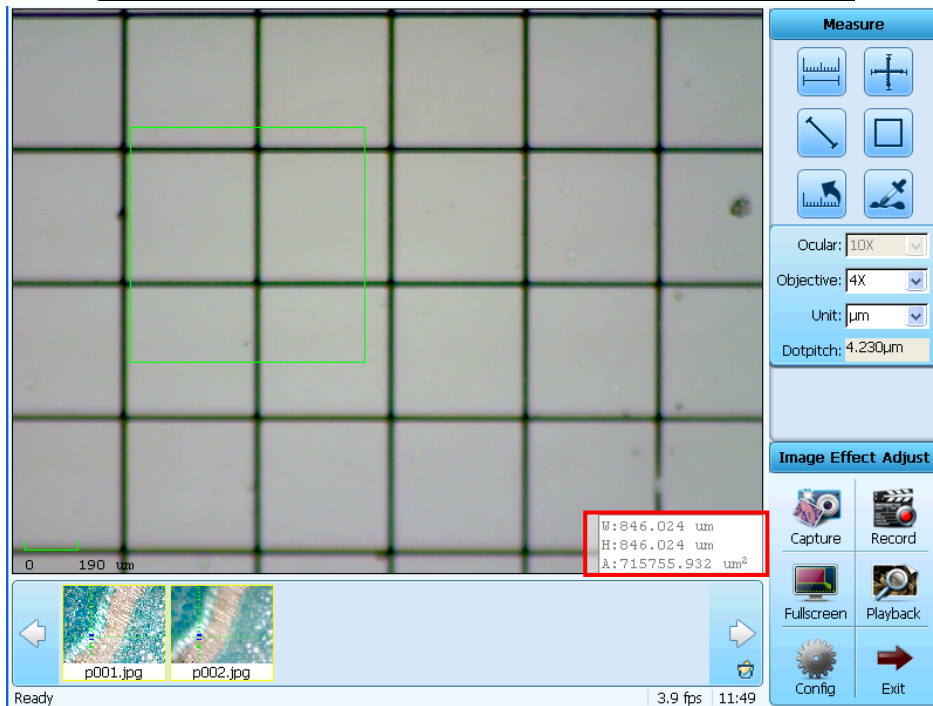 Measure
Ocular: 10X
Objective: 4X
Unit: µm
Dotpitch: 4.230µm
Image Effect Adjust
W:846.024 um
H:846.024 um
A:715755.932 um²
0 190 um
Capture Record
Fullscreen Playback
Config Exit
p001.jpg p002.jpg
Ready 3.9 fps 11:49